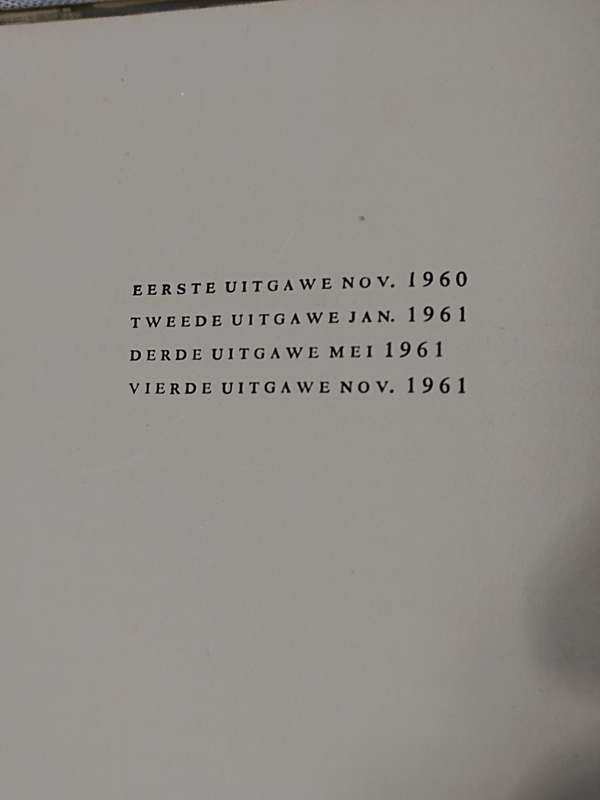 EERSTE UITGAWE NOV. 1960
TWEEDE UITGAWE JAN. 1961
DERDE UITGAWE MEI 1961
VIERDE UITGAWE NOV. 1961